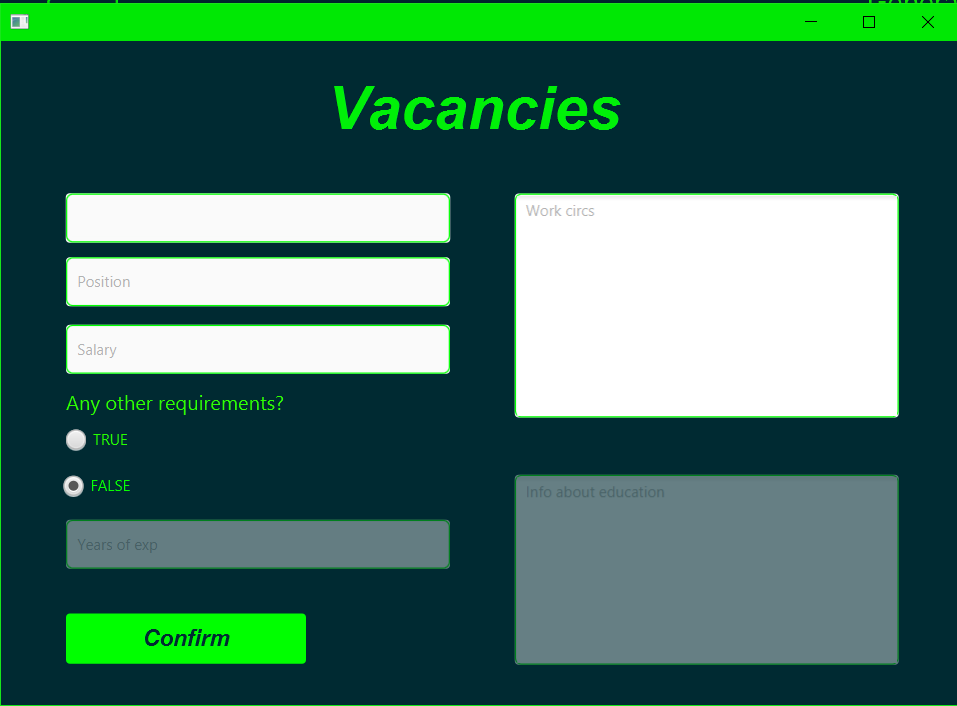 Vacancies
Position
Salary
Any other requirements?
TRUE
FALSE
Years of exp
Confirm
Work circs
Info about education